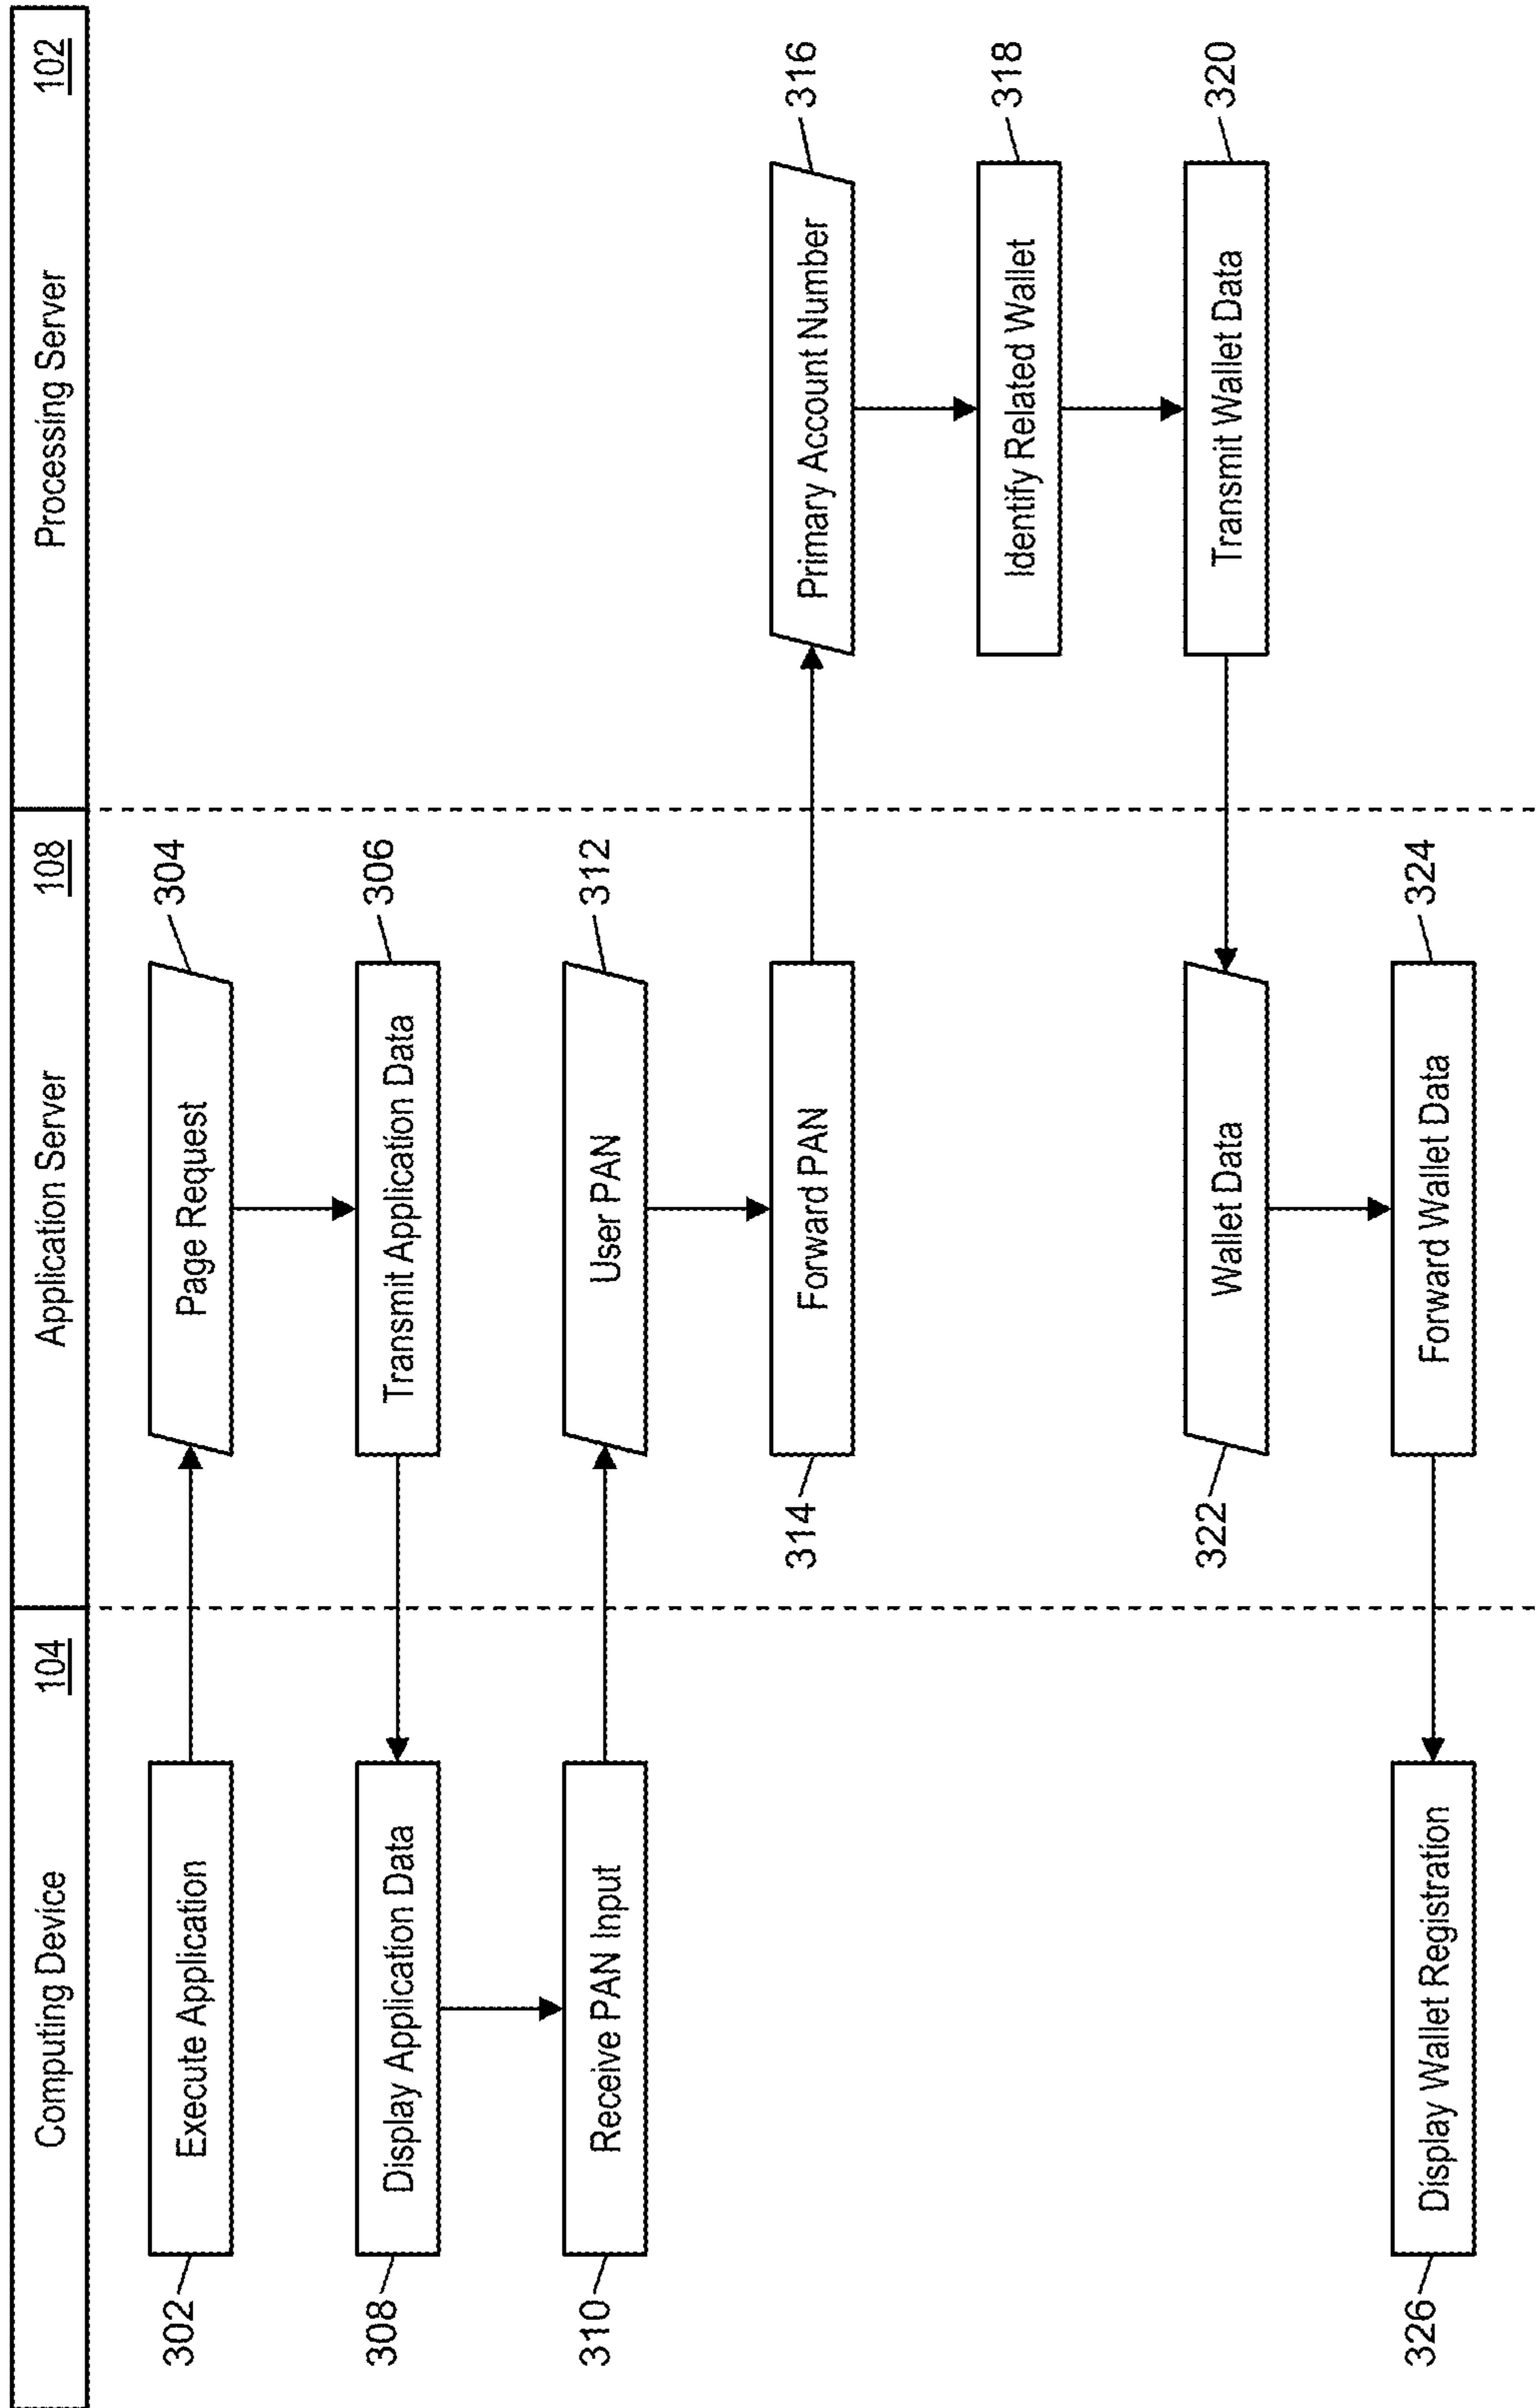 Computing Device 104
Application Server 108
Processing Server 102
302
Execute Application
Page Request
304
Transmit Application Data
306
308
Display Application Data
310
Receive PAN Input
User PAN
312
314
Forward PAN
Primary Account Number
316
Identify Related Wallet
318
Transmit Wallet Data
320
322
Wallet Data
Forward Wallet Data
324
326
Display Wallet Registration